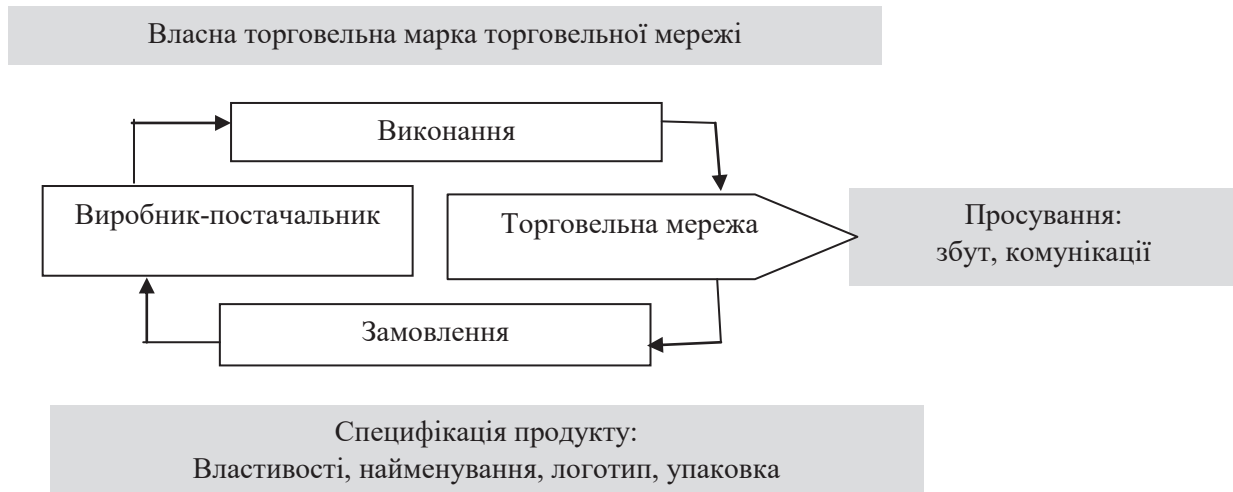 Власна торговельна марка торговельної мережі
Виконання
Виробник-постачальник
Торговельна мережа
Просування:
збут, комунікації
Замовлення
Специфікація продукту:
Властивості, найменування, логотип, упаковка